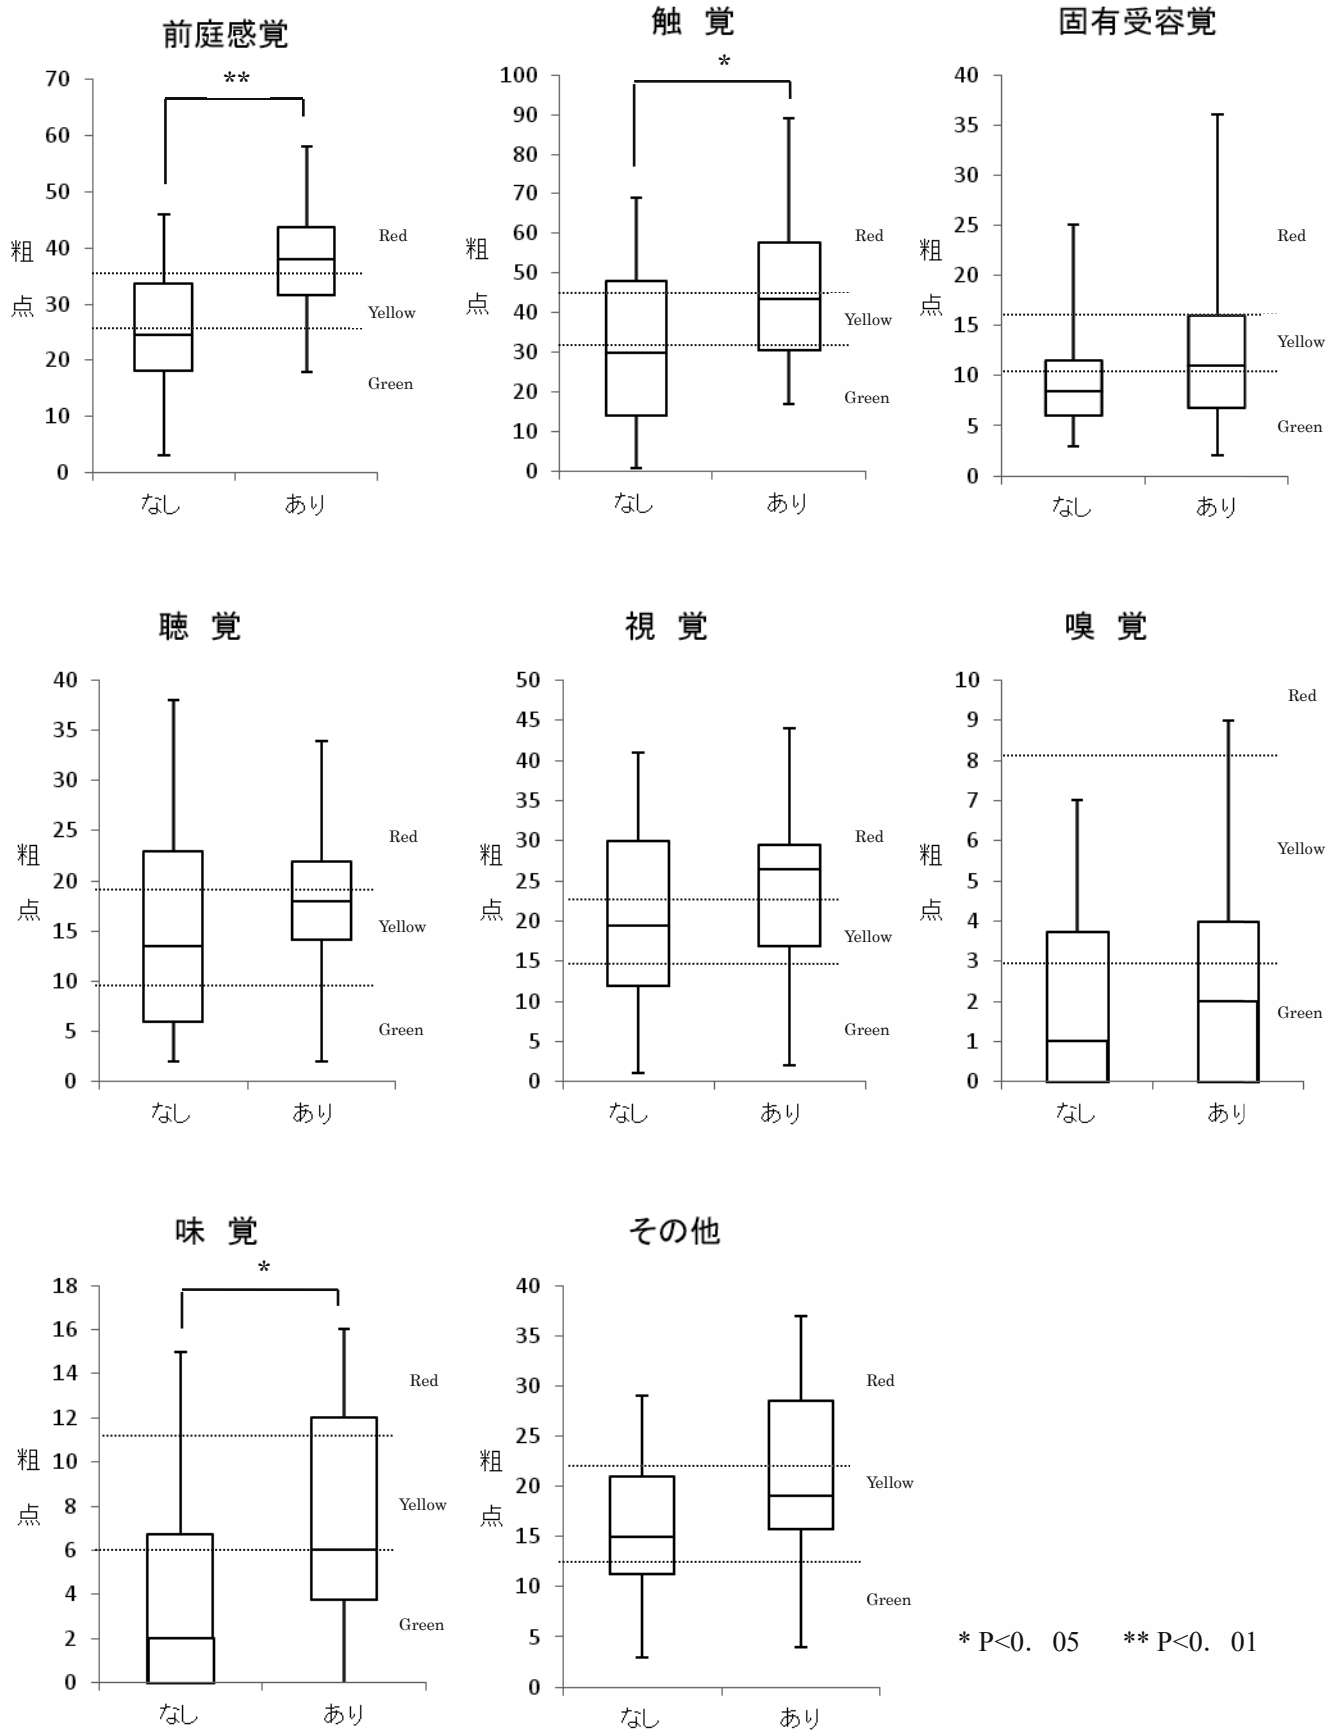 前庭感覚
**
70
60
50
40
30
20
10
0
粗
点
Red
Yellow
Green
なし
あり
触 覚
*
100
90
80
70
60
50
40
30
20
10
0
粗
点
Red
Yellow
Green
なし
あり
固有受容覚
40
35
30
25
20
15
10
5
0
粗
点
Red
Yellow
Green
なし
あり
聴 覚
40
35
30
25
20
15
10
5
0
粗
点
Red
Yellow
Green
なし
あり
視 覚
50
45
40
35
30
25
20
15
10
5
0
粗
点
Red
Yellow
Green
なし
あり
嗅 覚
10
9
8
7
6
5
4
3
2
1
0
粗
点
Red
Yellow
Green
なし
あり
味 覚
*
18
16
14
12
10
8
6
4
2
0
粗
点
Red
Yellow
Green
なし
あり
その他
40
35
30
25
20
15
10
5
0
粗
点
Red
Yellow
Green
なし
あり
* P<0. 05 ** P<0. 01